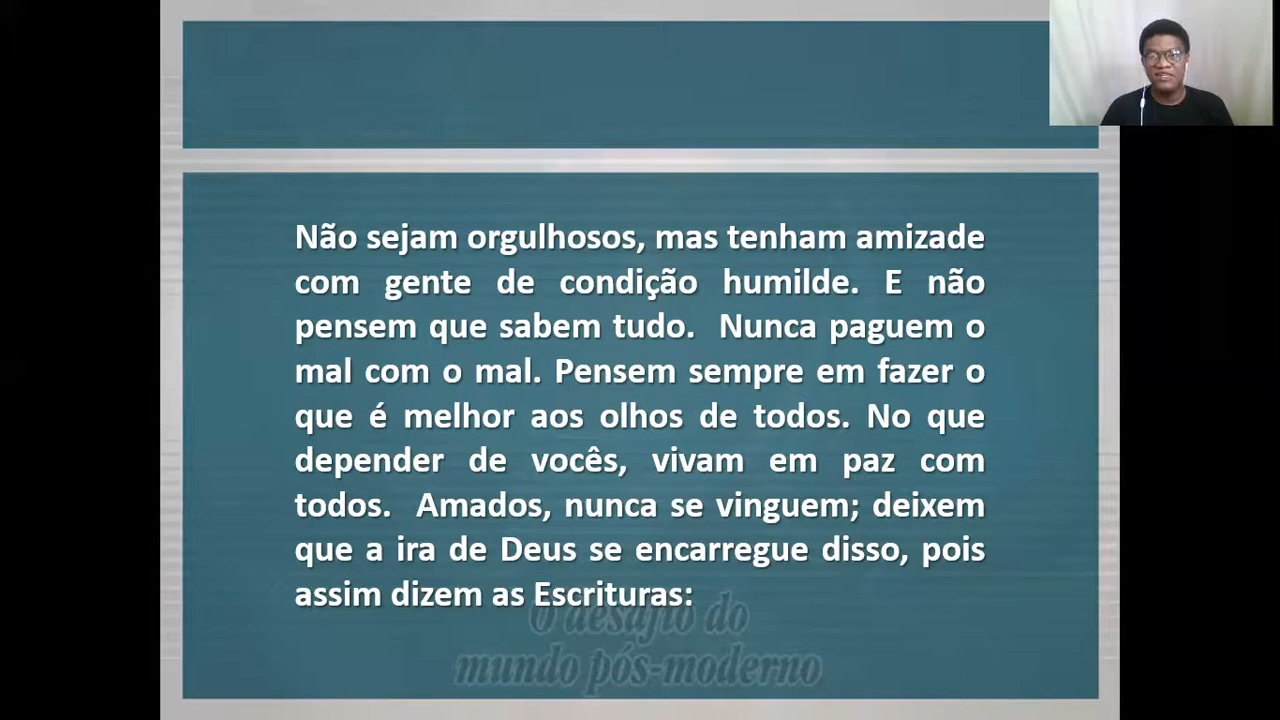 Não sejam orgulhosos, mas tenham amizade
com gente de condição humilde. E não
pensem que sabem tudo. Nunca paguem o
mal com o mal. Pensem sempre em fazer o
que é melhor aos olhos de todos. No que
depender de vocês, vivam em paz com
todos. Amados, nunca se vinguem; deixem
que a ira de Deus se encarregue disso, pois
assim dizem as Escrituras:
O desafio do
mundo pós-moderno